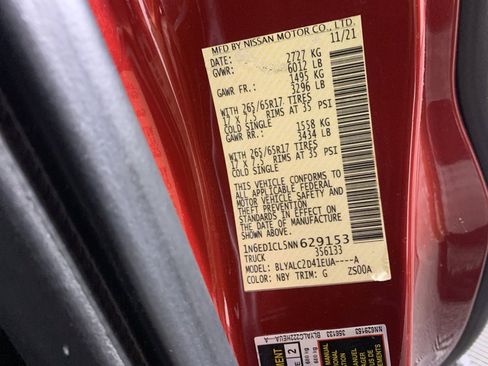 MFD BY NISSAN MOTOR CO., LTD.
DATE: 11/21
GVWR: 2727 KG
6012 LB
GAWR FR.: 1495 KG
3296 LB
WITH 265/65R17 TIRES
17 X 7.5 RIMS AT 35 PSI
COLD SINGLE
GAWR RR.: 1558 KG
3434 LB
WITH 265/65R17 TIRES
17 X 7.5 RIMS AT 35 PSI
COLD SINGLE
THIS VEHICLE CONFORMS TO
ALL APPLICABLE FEDERAL
MOTOR VEHICLE SAFETY AND
THEFT PREVENTION
STANDARDS IN EFFECT ON
THE DATE OF MANUFACTURE
SHOWN ABOVE
1N6ED1CL5NN629153
TRUCK 356133
MODEL: BLYALC2D41EUA----A
COLOR: NBY TRIM: G ZS00A
NN629153 356133